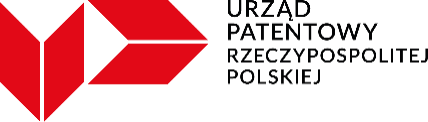 URZĄD
PATENTOWY
RZECZYPOSPOLITEJ
POLSKIEJ